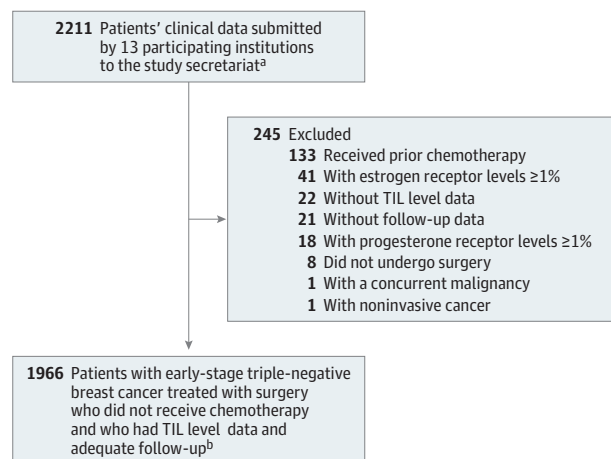 2211 Patients' clinical data submitted
by 13 participating institutions
to the study secretariatᵃ
245 Excluded
133 Received prior chemotherapy
41 With estrogen receptor levels ≥1%
22 Without TIL level data
21 Without follow-up data
18 With progesterone receptor levels ≥1%
8 Did not undergo surgery
1 With a concurrent malignancy
1 With noninvasive cancer
1966 Patients with early-stage triple-negative
breast cancer treated with surgery
who did not receive chemotherapy
and who had TIL level data and
adequate follow-upᵇ